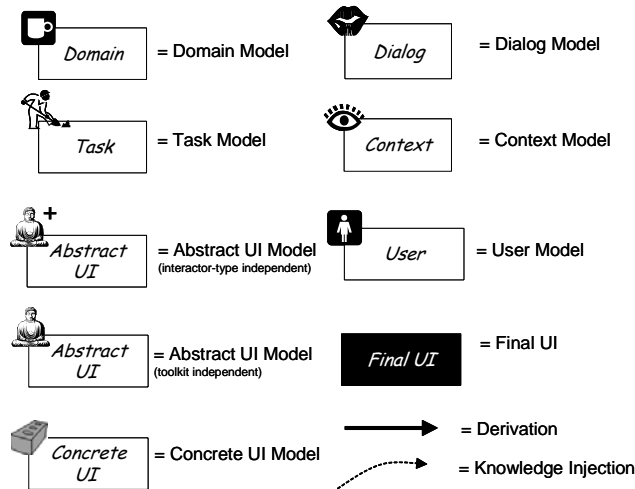 Domain = Domain Model
Dialog = Dialog Model
Task = Task Model
Context = Context Model
+
Abstract
UI
= Abstract UI Model
(interactor-type independent)
User = User Model
Abstract
UI
= Abstract UI Model
(toolkit independent)
Final UI = Final UI
Concrete
UI
= Concrete UI Model
= Derivation
= Knowledge Injection